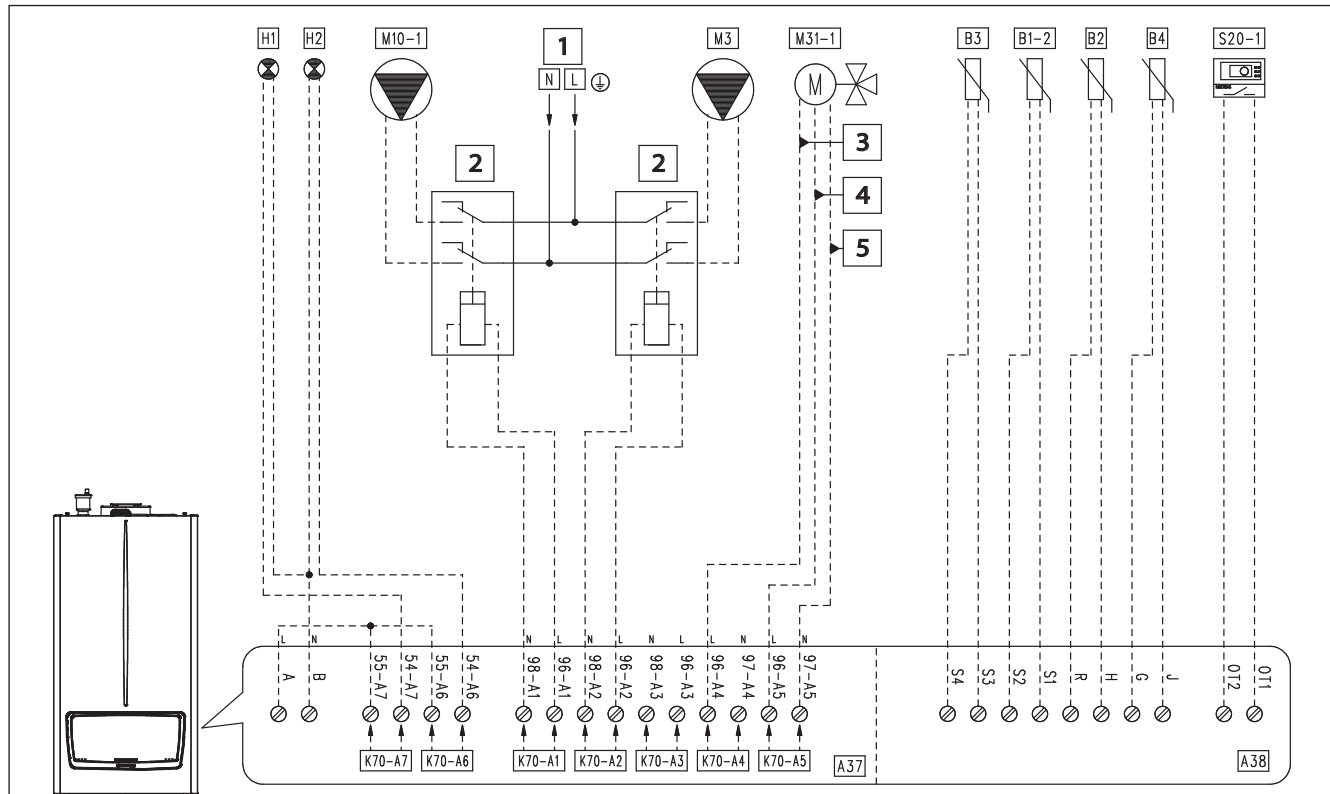 H1 H2 M10-1 1 M3 M31-1 B3 B1-2 B2 B4 S20-1
N L
M
3
2 2
4
5
L N N L N L N L L N L N
A B 55-A7 54-A7 55-A6 54-A6 98-A1 96-A1 98-A2 96-A2 98-A3 96-A3 96-A4 97-A4 96-A5 97-A5 S4 S3 S2 S1 R H G J OT2 OT1
K70-A7 K70-A6 K70-A1 K70-A2 K70-A3 K70-A4 K70-A5 A37 A38